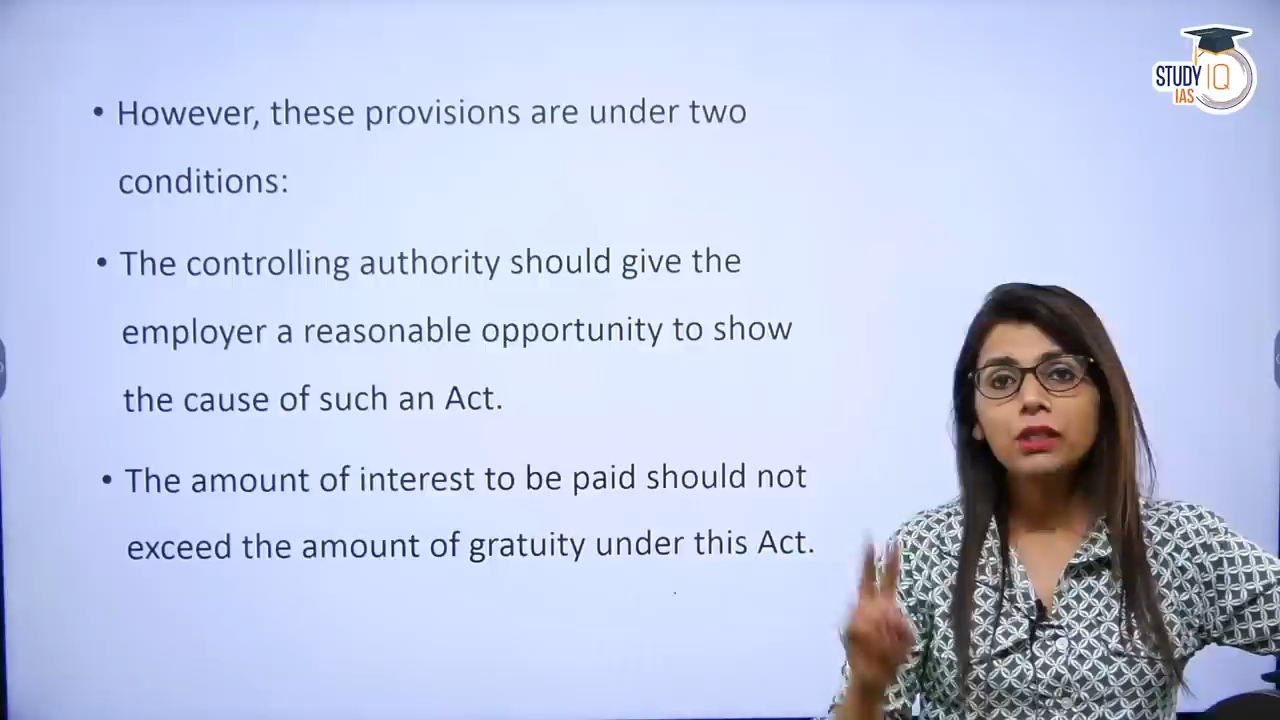 • However, these provisions are under two
conditions:
• The controlling authority should give the
employer a reasonable opportunity to show
the cause of such an Act.
• The amount of interest to be paid should not
exceed the amount of gratuity under this Act.
STUDY IQ
IAS